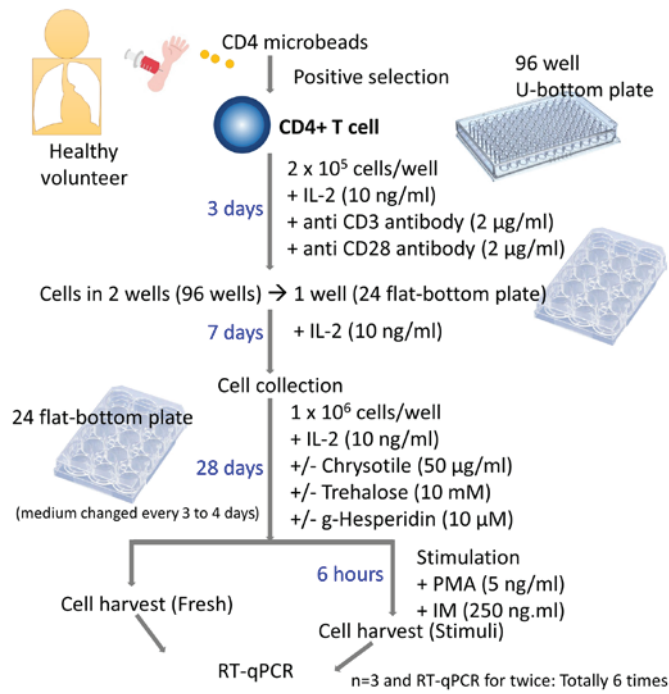 CD4 microbeads
Positive selection
96 well
U-bottom plate
Healthy
volunteer
CD4+ T cell
2 x 10⁵ cells/well
+ IL-2 (10 ng/ml)
3 days
+ anti CD3 antibody (2 µg/ml)
+ anti CD28 antibody (2 µg/ml)
Cells in 2 wells (96 wells) → 1 well (24 flat-bottom plate)
7 days
+ IL-2 (10 ng/ml)
Cell collection
24 flat-bottom plate
1 x 10⁶ cells/well
+ IL-2 (10 ng/ml)
28 days
+/- Chrysotile (50 µg/ml)
+/- Trehalose (10 mM)
(medium changed every 3 to 4 days)
+/- g-Hesperidin (10 µM)
Stimulation
6 hours
+ PMA (5 ng/ml)
+ IM (250 ng.ml)
Cell harvest (Fresh)
Cell harvest (Stimuli)
RT-qPCR
n=3 and RT-qPCR for twice: Totally 6 times